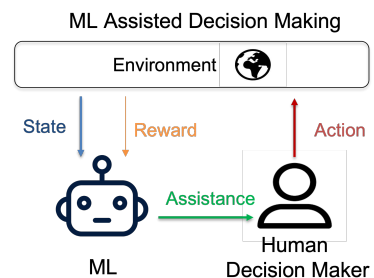 ML Assisted Decision Making
Environment
State
Reward
Action
Assistance
ML
Human
Decision Maker